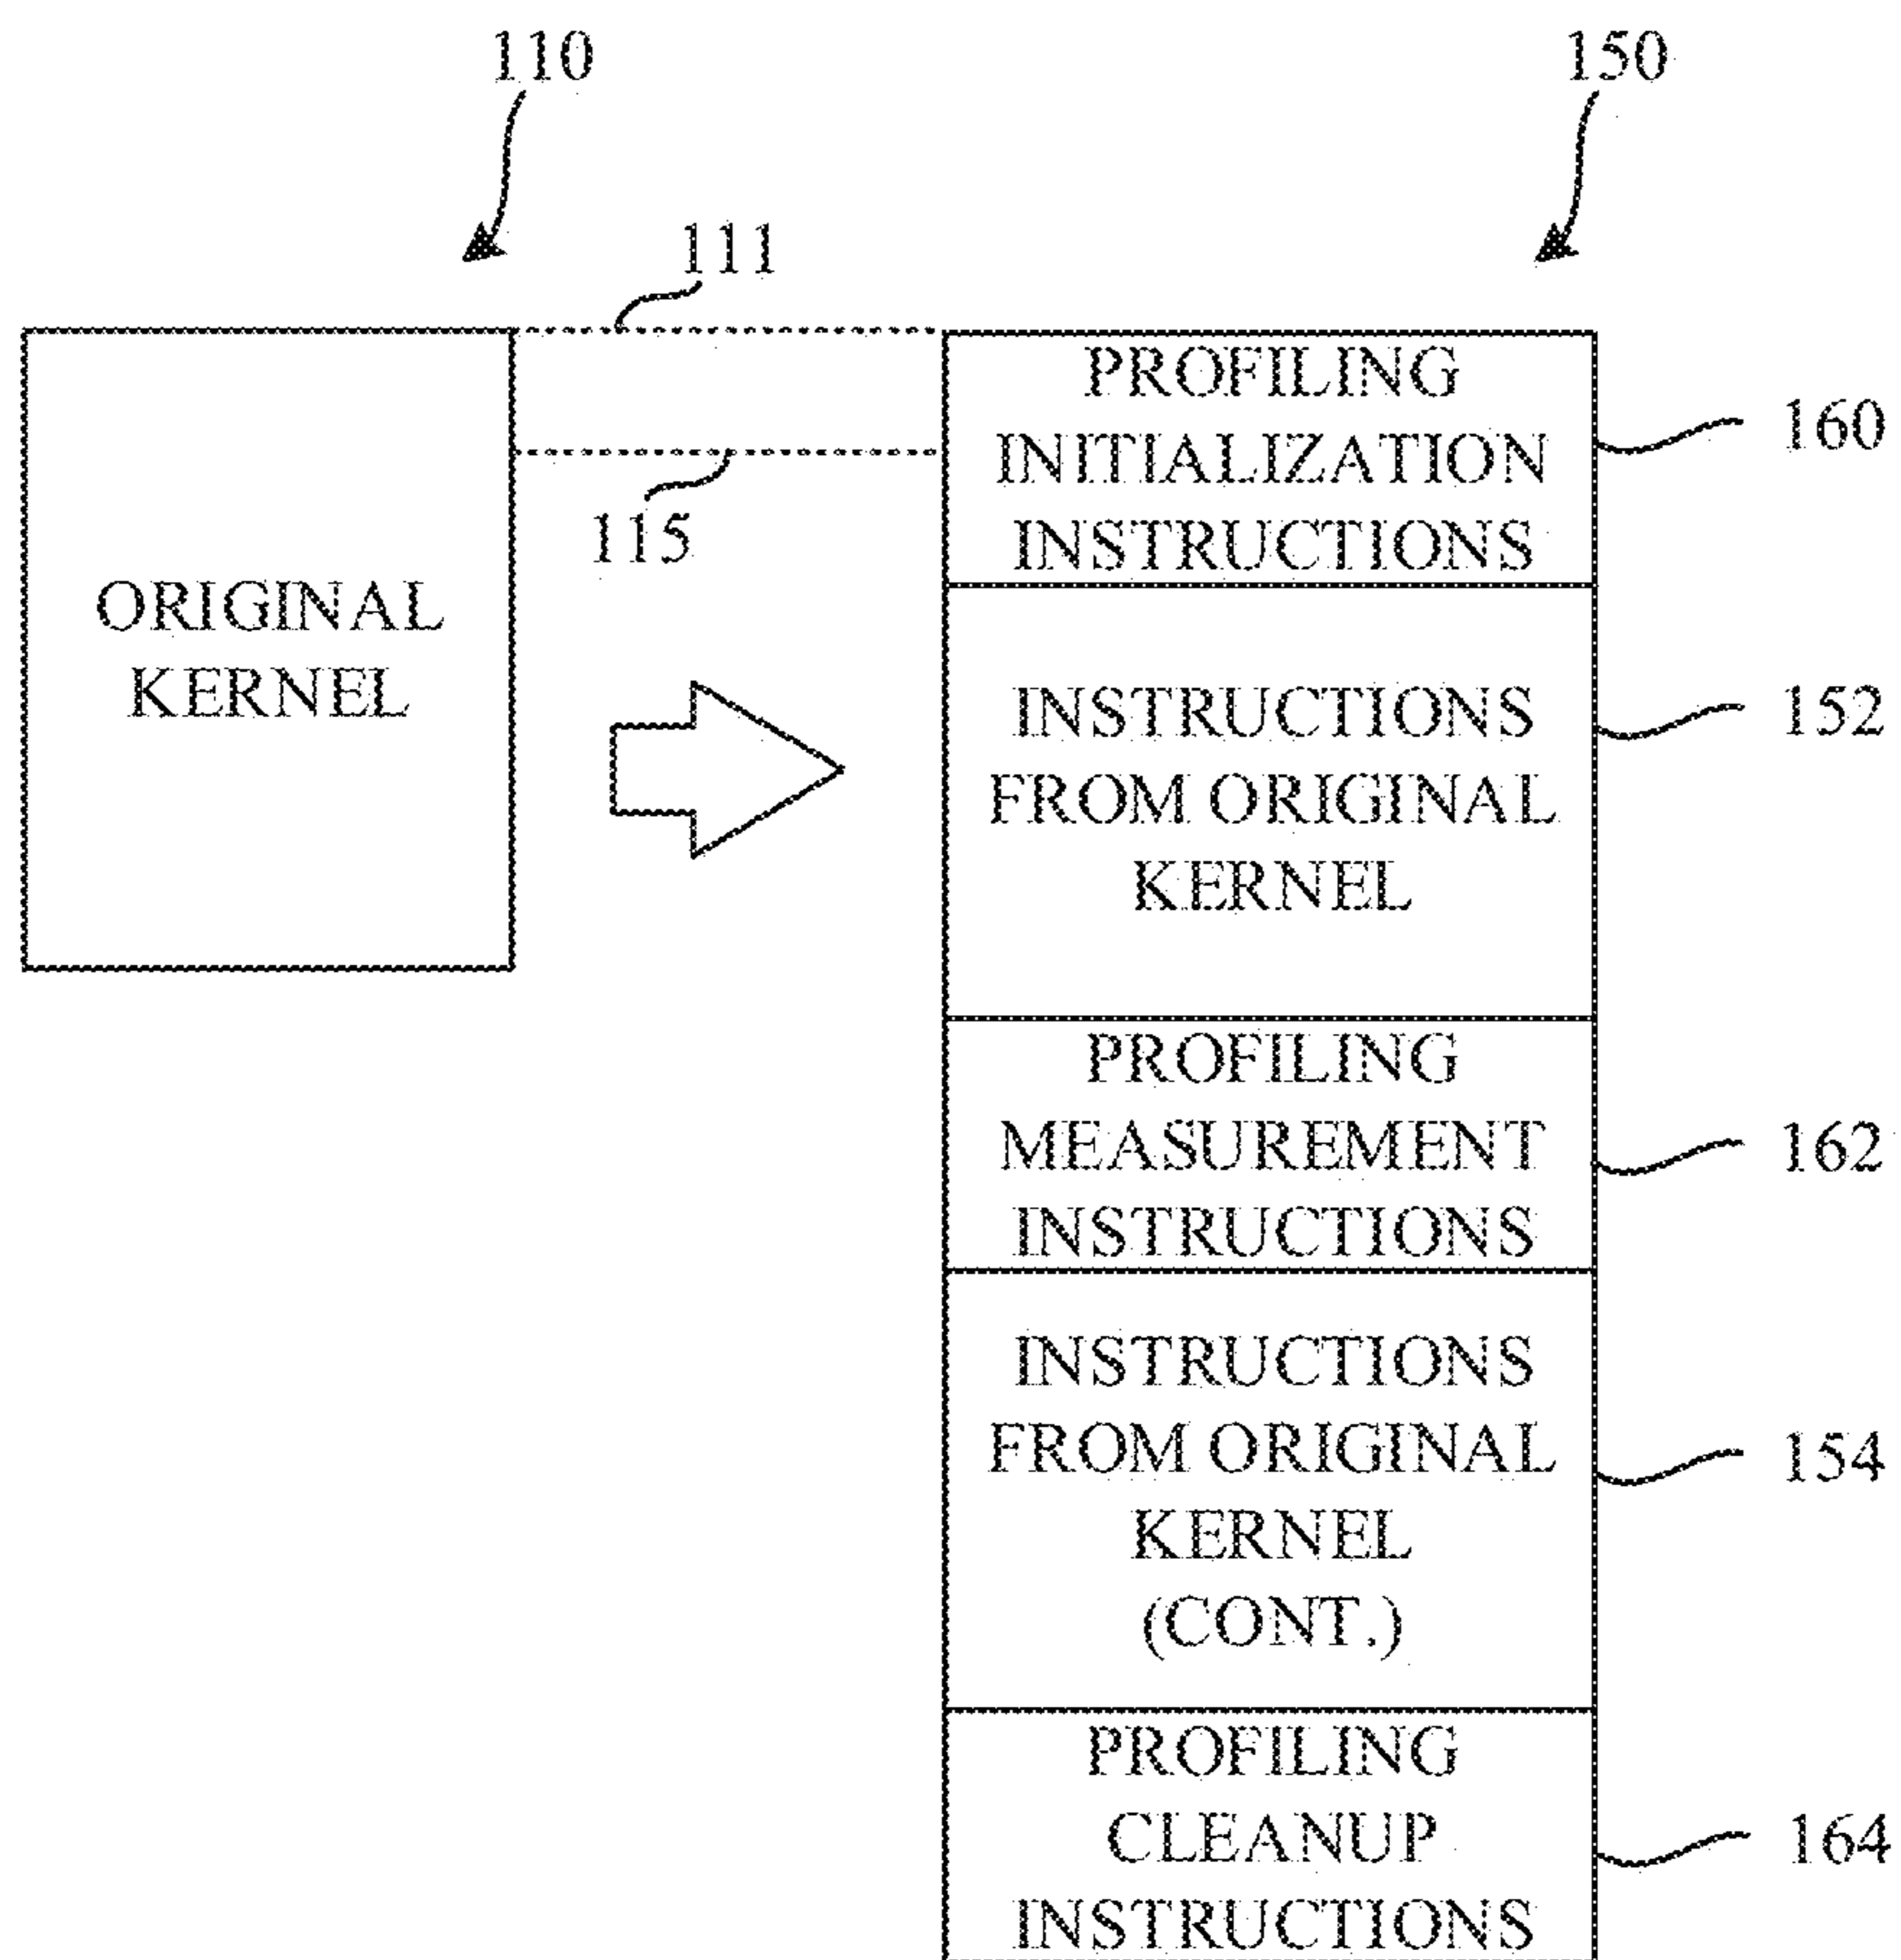 110
150
111
115
ORIGINAL
KERNEL
PROFILING
INITIALIZATION
INSTRUCTIONS
160
INSTRUCTIONS
FROM ORIGINAL
KERNEL
152
PROFILING
MEASUREMENT
INSTRUCTIONS
162
INSTRUCTIONS
FROM ORIGINAL
KERNEL
(CONT.)
154
PROFILING
CLEANUP
INSTRUCTIONS
164